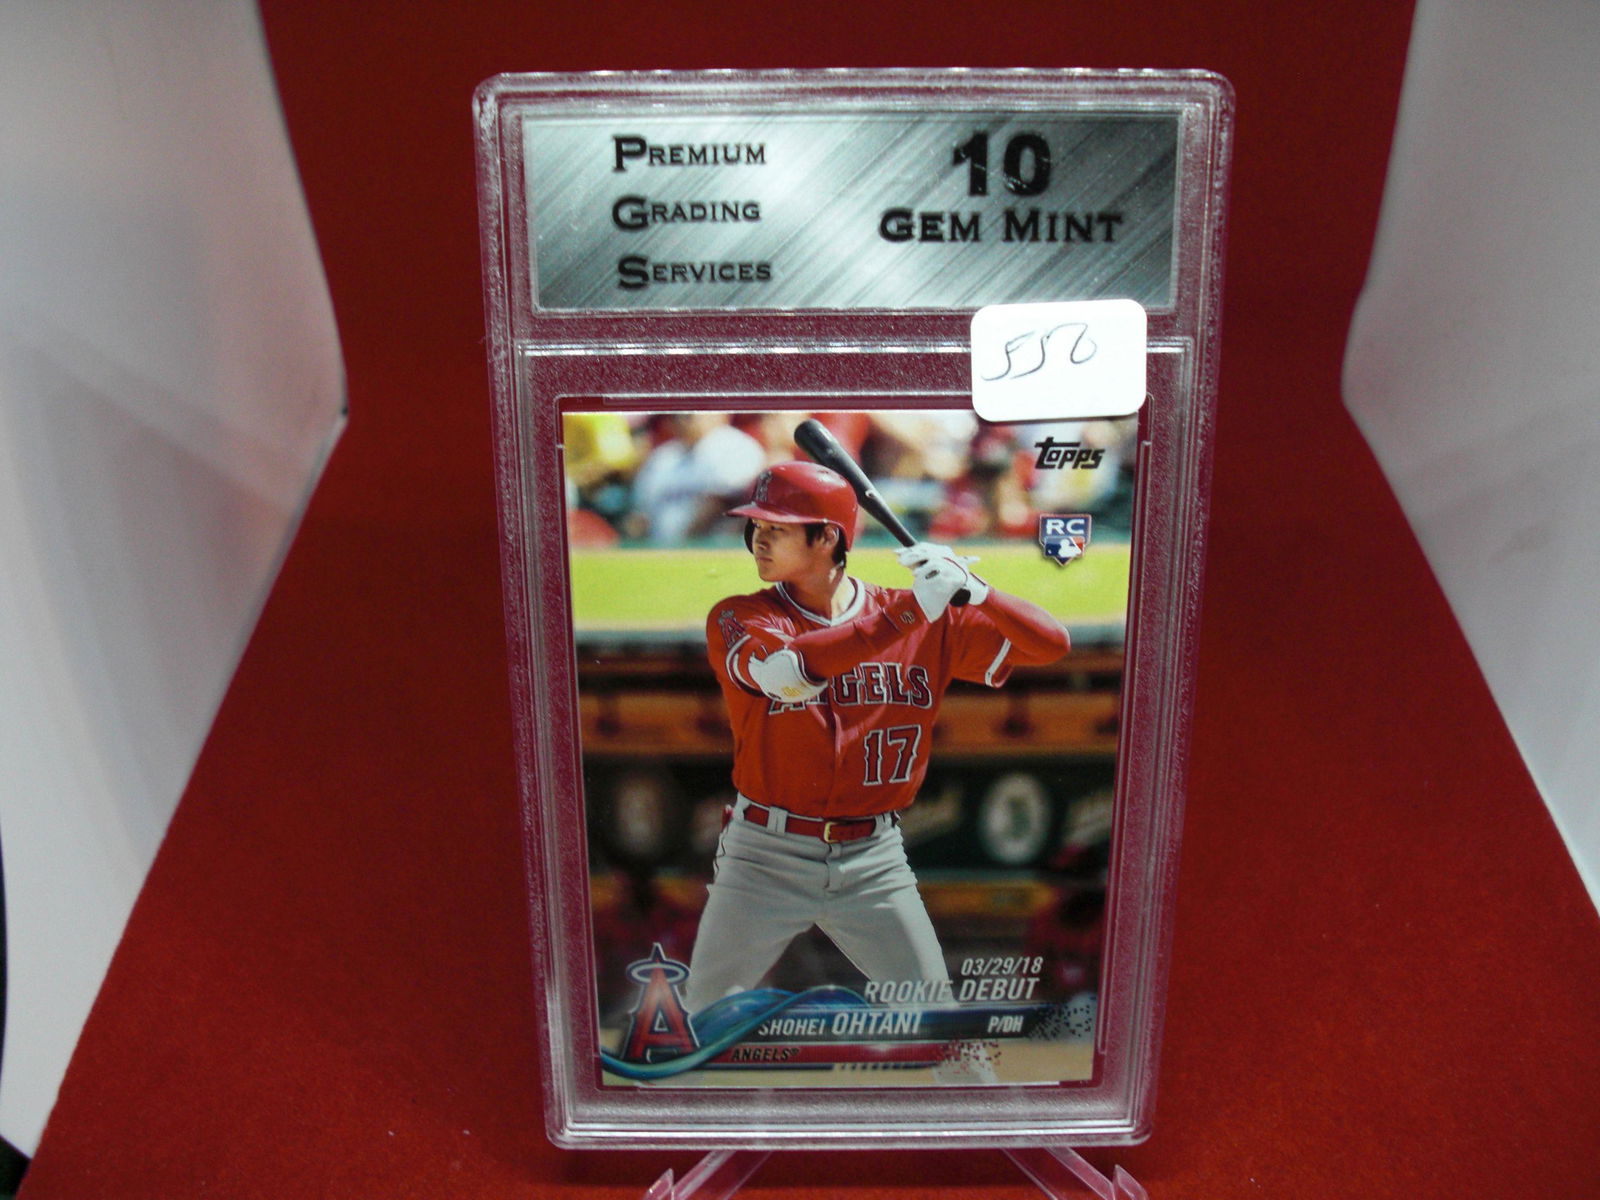 PREMIUM
GRADING
SERVICES
10
GEM MINT
550
topps
RC
ANGELS
17
03/29/18
ROOKIE DEBUT
SHOHEI OHTANI P/DH
ANGELS®